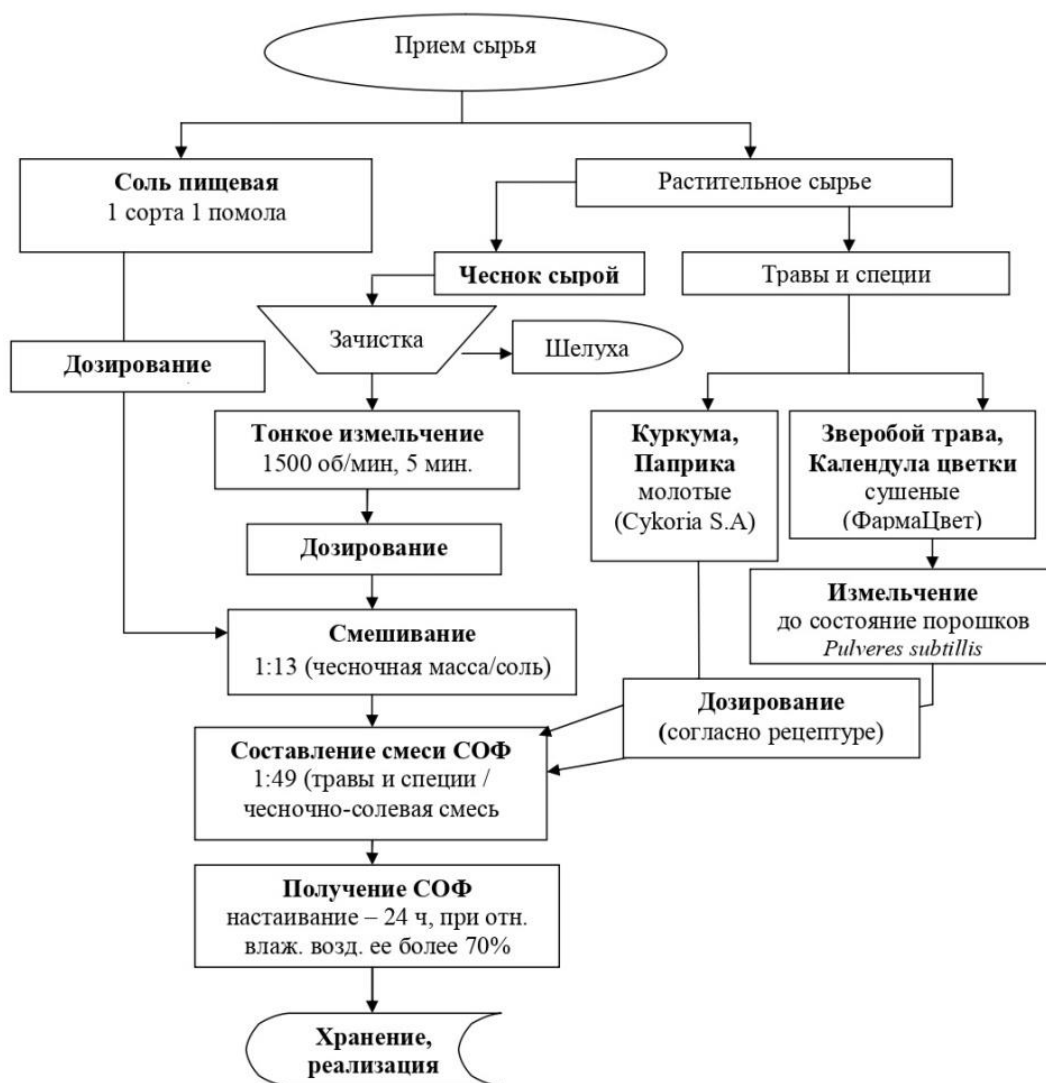 Прием сырья
Соль пищевая
1 сорта 1 помола
Растительное сырье
Чеснок сырой
Травы и специи
Зачистка
Шелуха
Дозирование
Тонкое измельчение
1500 об/мин, 5 мин.
Куркума,
Паприка
молотые
(Cykoria S.A)
Зверобой трава,
Календула цветки
сушеные
(ФармаЦвет)
Дозирование
Измельчение
до состояние порошков
Pulveres subtillis
Смешивание
1:13 (чесночная масса/соль)
Дозирование
(согласно рецептуре)
Составление смеси СОФ
1:49 (травы и специи /
чесночно-солевая смесь
Получение СОФ
настаивание – 24 ч, при отн.
влаж. возд. ее более 70%
Хранение,
реализация